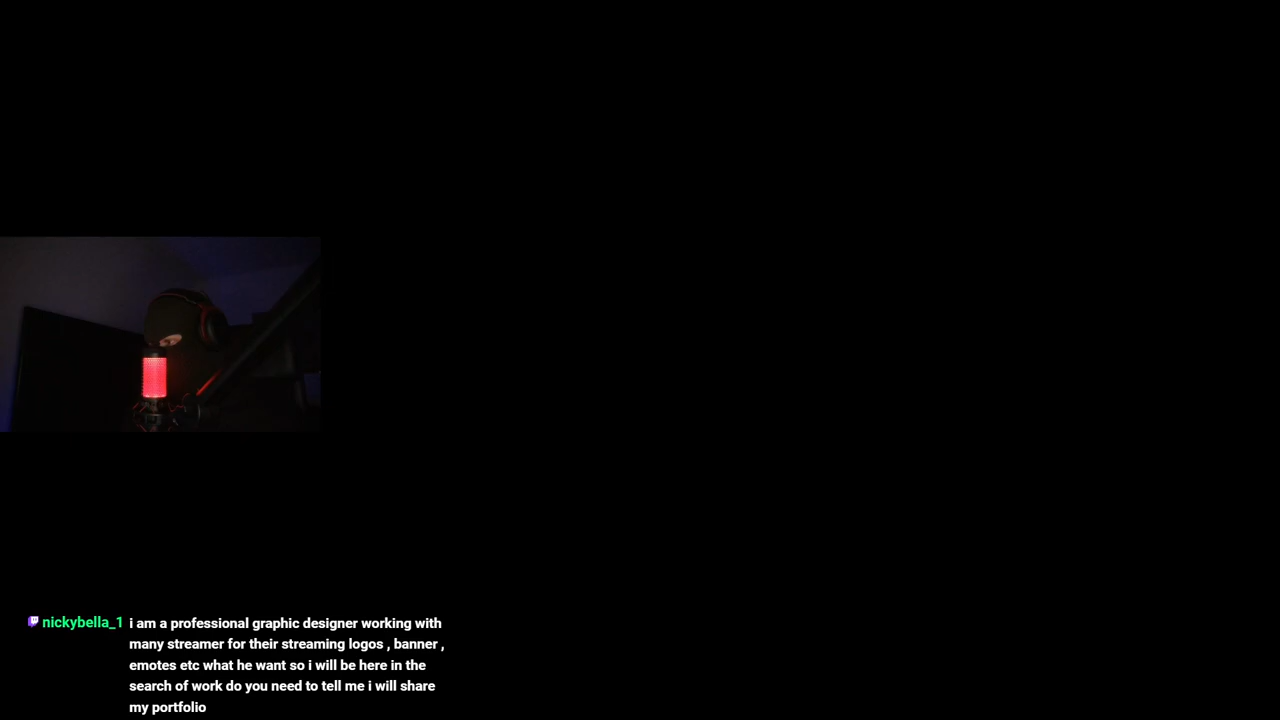 nickybella_1 i am a professional graphic designer working with
many streamer for their streaming logos , banner ,
emotes etc what he want so i will be here in the
search of work do you need to tell me i will share
my portfolio